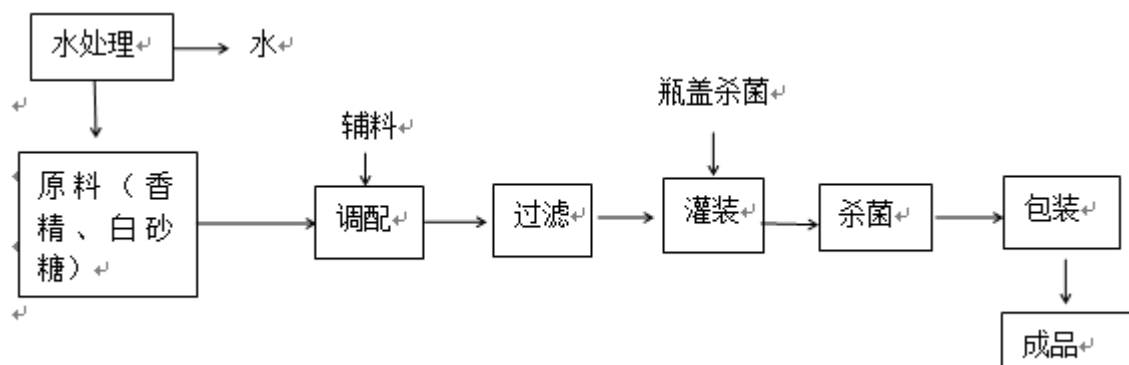 水处理
水
瓶盖杀菌
辅料
原料（香
精、白砂
糖）
调配
过滤
灌装
杀菌
包装
成品